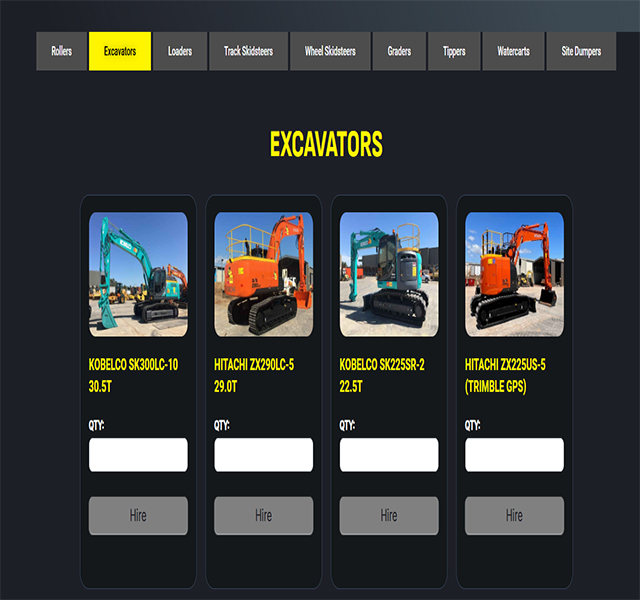 Rollers
Excavators
Loaders
Track Skidsteers
Wheel Skidsteers
Graders
Tippers
Watercarts
Site Dumpers
EXCAVATORS
KOBELCO SK300LC-10
30.5T
QTY:
Hire
HITACHI ZX290LC-5
29.0T
QTY:
Hire
KOBELCO SK225SR-2
22.5T
QTY:
Hire
HITACHI ZX225US-5
(TRIMBLE GPS)
QTY:
Hire